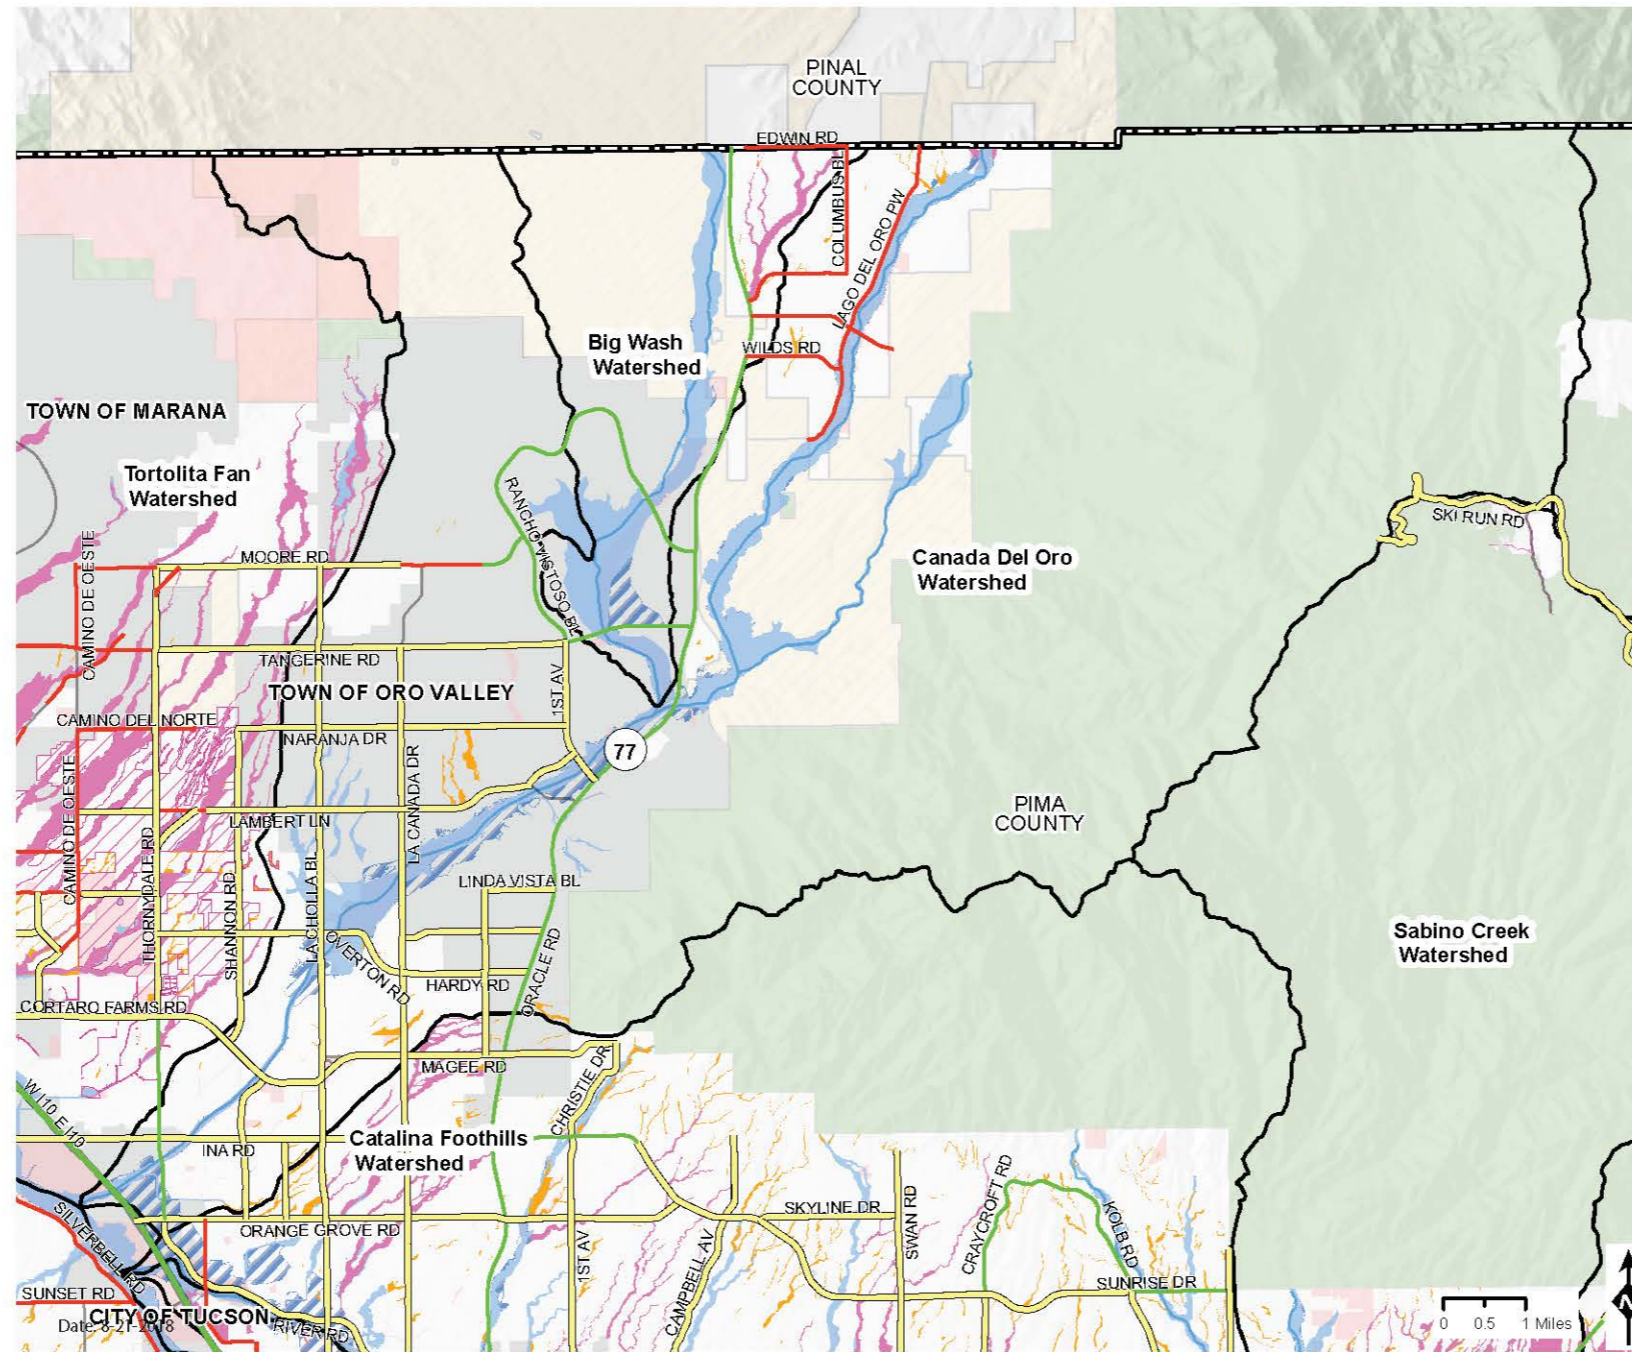 PINAL
COUNTY
EDWIN RD
COLUMBUS BL
LAGO DEL ORO PW
Big Wash
Watershed
WILDS RD
TOWN OF MARANA
Tortolita Fan
Watershed
RANCHO VISTOSO BL
SKI RUN RD
CAMINO DE OESTE
MOORE RD
Canada Del Oro
Watershed
TANGERINE RD
TOWN OF ORO VALLEY
1ST AV
CAMINO DEL NORTE
NARANJA DR
77
CAMINO DE OESTE
LA CANADA DR
PIMA
COUNTY
LAMBERT LN
THORNYDALE RD
SHANNON RD
LA CHOLLA BL
LINDA VISTA BL
Sabino Creek
Watershed
OVERTON RD
HARDY RD
ORACLE RD
CORTARO FARMS RD
MAGEE RD
CHRISTIE DR
W I10 E I10
Catalina Foothills
Watershed
INA RD
SILVERBELL RD
ORANGE GROVE RD
1ST AV
CAMPBELL AV
SKYLINE DR
SWAN RD
CRAYCROFT RD
KOLB RD
SUNRISE DR
SUNSET RD
CITY OF TUCSON
Date: 8-21-2018
RIVER RD
0 0.5 1 Miles
N